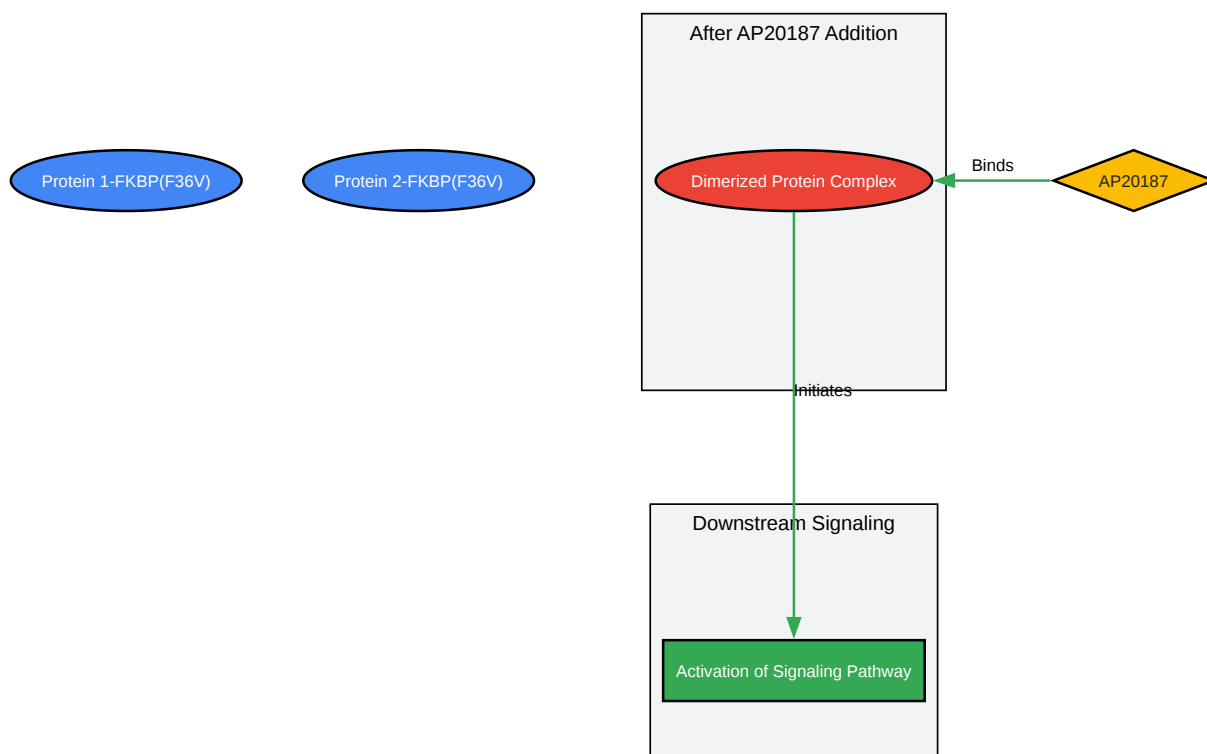 After AP20187 Addition
Protein 1-FKBP(F36V)
Protein 2-FKBP(F36V)
Dimerized Protein Complex
Binds
AP20187
Initiates
Downstream Signaling
Activation of Signaling Pathway